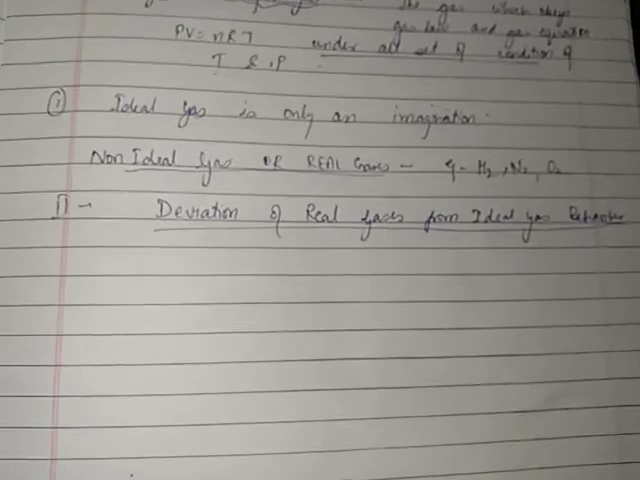 The gas which obeys
gas laws and gas equation
PV = nRT under all set of condition of
T & P
① Ideal gas is only an imagination.
Non Ideal Gas OR REAL Gases - eg - H₂, N₂, O₂
II - Deviation of Real gases from Ideal gas Behaviour